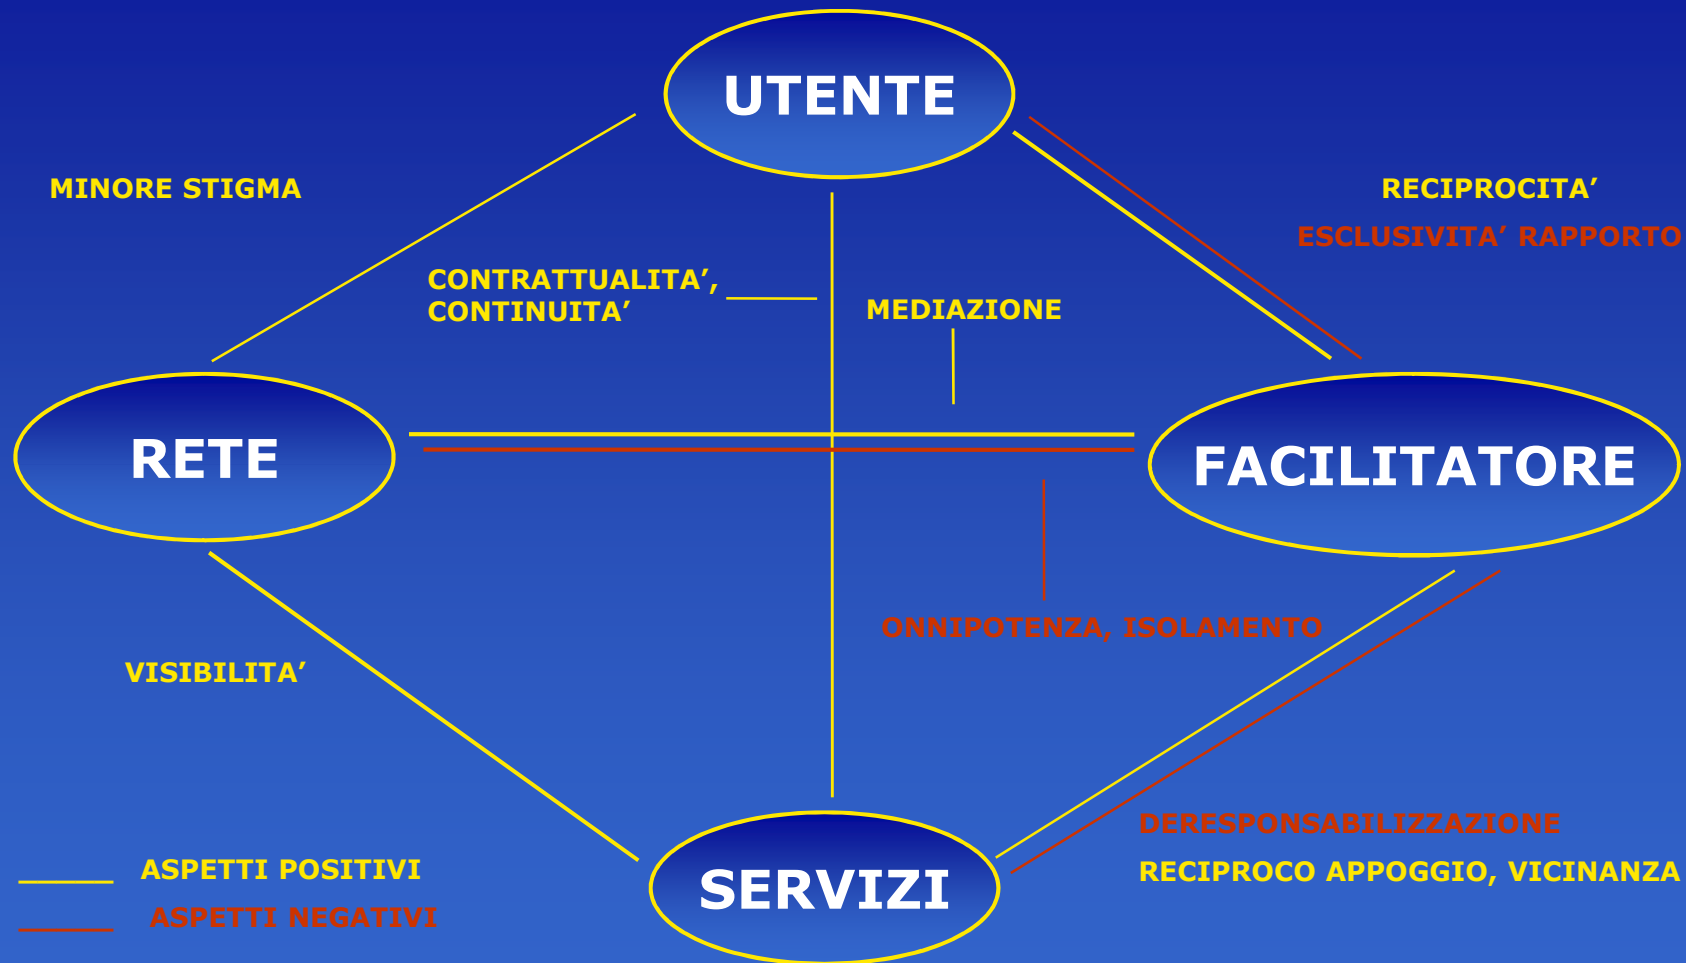 UTENTE
MINORE STIGMA
RECIPROCITA’
ESCLUSIVITA’ RAPPORTO
CONTRATTUALITA’,
CONTINUITA’
MEDIAZIONE
RETE
FACILITATORE
ONNIPOTENZA, ISOLAMENTO
VISIBILITA’
DERESPONSABILIZZAZIONE
RECIPROCO APPOGGIO, VICINANZA
SERVIZI
ASPETTI POSITIVI
ASPETTI NEGATIVI